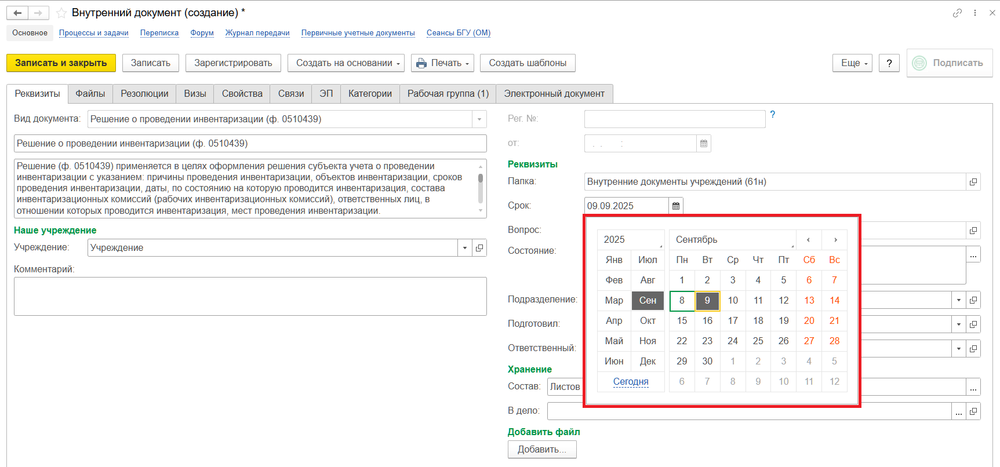 Внутренний документ (создание) *
Основное Процессы и задачи Переписка Форум Журнал передачи Первичные учетные документы Сеансы БГУ (ОМ)
Записать и закрыть Записать Зарегистрировать Создать на основании Печать Создать шаблоны Еще ? Подписать
Реквизиты Файлы Резолюции Визы Свойства Связи ЭП Категории Рабочая группа (1) Электронный документ
Вид документа: Решение о проведении инвентаризации (ф. 0510439)
Решение о проведении инвентаризации (ф. 0510439)
Решение (ф. 0510439) применяется в целях оформления решения субъекта учета о проведении
инвентаризации с указанием: причины проведения инвентаризации, объектов инвентаризации, сроков
проведения инвентаризации, даты, по состоянию на которую проводится инвентаризация, состава
инвентаризационных комиссий (рабочих инвентаризационных комиссий), ответственных лиц, в
отношении которых проводится инвентаризация, мест проведения инвентаризации.
Наше учреждение
Учреждение: Учреждение
Комментарий:
Рег. №: ?
от: . . :
Реквизиты
Папка: Внутренние документы учреждений (61н)
Срок: 09.09.2025
Вопрос:
Состояние: ...
Подразделение:
Подготовил:
Ответственный:
Хранение
Состав: Листов ...
В дело: ...
Добавить файл
Добавить...
2025 Сентябрь ‹ ›
Янв Июл Пн Вт Ср Чт Пт Сб Вс
Фев Авг 1 2 3 4 5 6 7
Мар Сен 8 9 10 11 12 13 14
Апр Окт 15 16 17 18 19 20 21
Май Ноя 22 23 24 25 26 27 28
Июн Дек 29 30 1 2 3 4 5
Сегодня 6 7 8 9 10 11 12